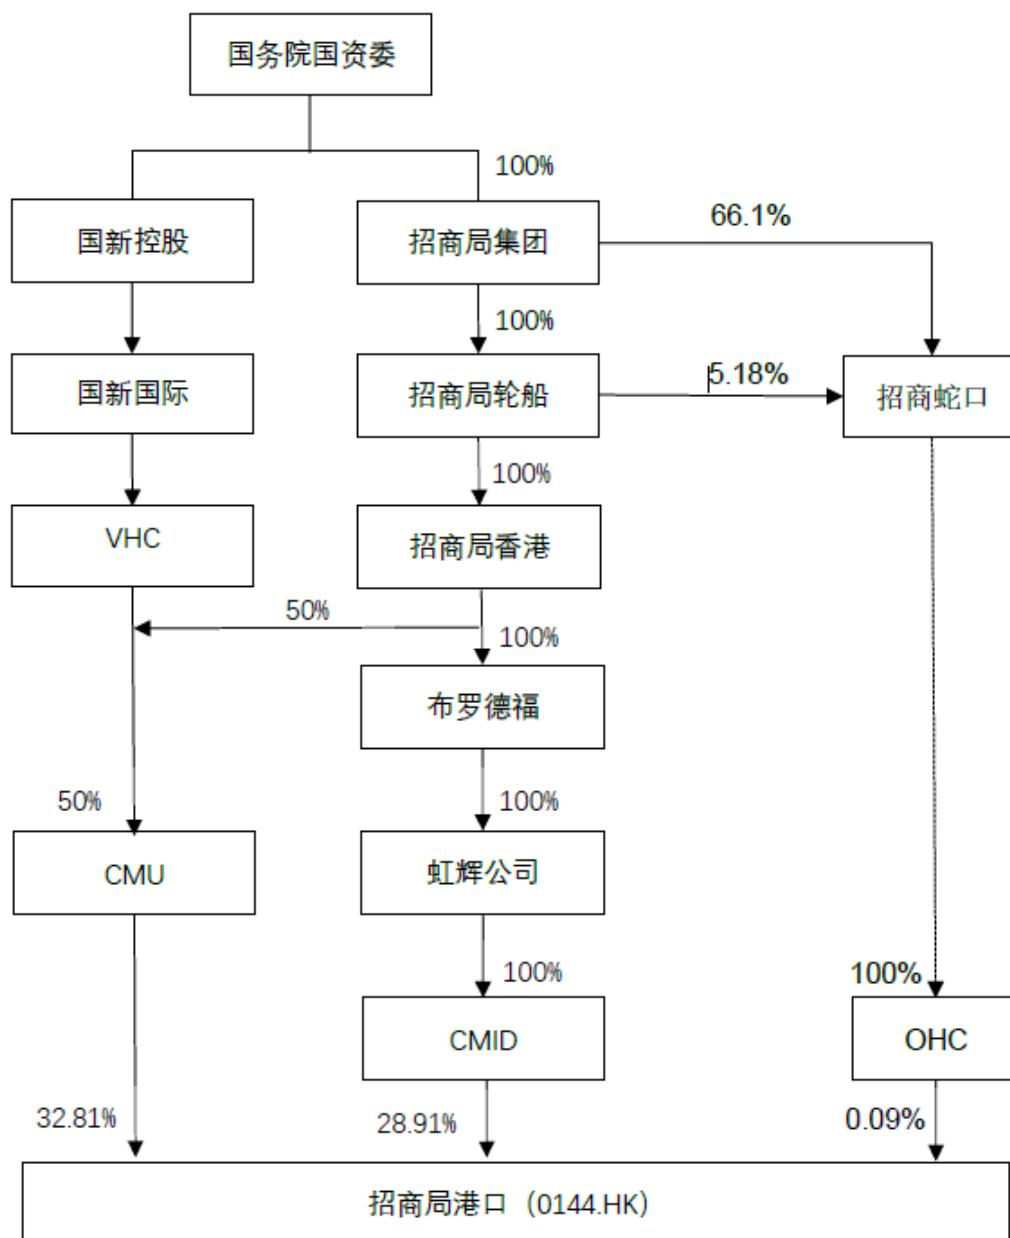 国务院国资委
100%
国新控股
招商局集团
66.1%
100%
国新国际
招商局轮船
5.18%
招商蛇口
100%
VHC
招商局香港
50%
100%
布罗德福
50%
100%
CMU
虹辉公司
100%
100%
CMID
OHC
32.81%
28.91%
0.09%
招商局港口（0144.HK）